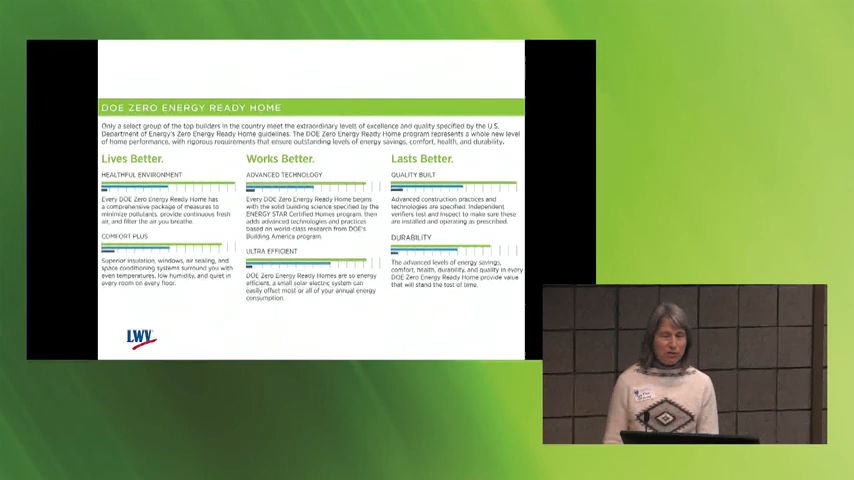 DOE ZERO ENERGY READY HOME
Only a select group of the top builders in the country meet the extraordinary levels of excellence and quality specified by the U.S.
Department of Energy's Zero Energy Ready Home guidelines. The DOE Zero Energy Ready Home program represents a whole new level
of home performance, with rigorous requirements that ensure outstanding levels of energy savings, comfort, health, and durability.
Lives Better.
HEALTHFUL ENVIRONMENT
Every DOE Zero Energy Ready Home has
a comprehensive package of measures to
minimize pollutants, provide continuous fresh
air, and filter the air you breathe.
COMFORT PLUS
Superior insulation, windows, air sealing, and
space conditioning systems surround you with
even temperatures, low humidity, and quiet in
every room on every floor.
Works Better.
ADVANCED TECHNOLOGY
Every DOE Zero Energy Ready Home begins
with the solid building science specified by the
ENERGY STAR Certified Homes program, then
adds advanced technologies and practices
based on world-class research from DOE's
Building America program.
ULTRA EFFICIENT
DOE Zero Energy Ready Homes are so energy
efficient, a small solar electric system can
easily offset most or all of your annual energy
consumption.
Lasts Better.
QUALITY BUILT
Advanced construction practices and
technologies are specified. Independent
verifiers test and inspect to make sure these
are installed and operating as prescribed.
DURABILITY
The advanced levels of energy savings,
comfort, health, durability, and quality in every
DOE Zero Energy Ready Home provide value
that will stand the test of time.
LWV